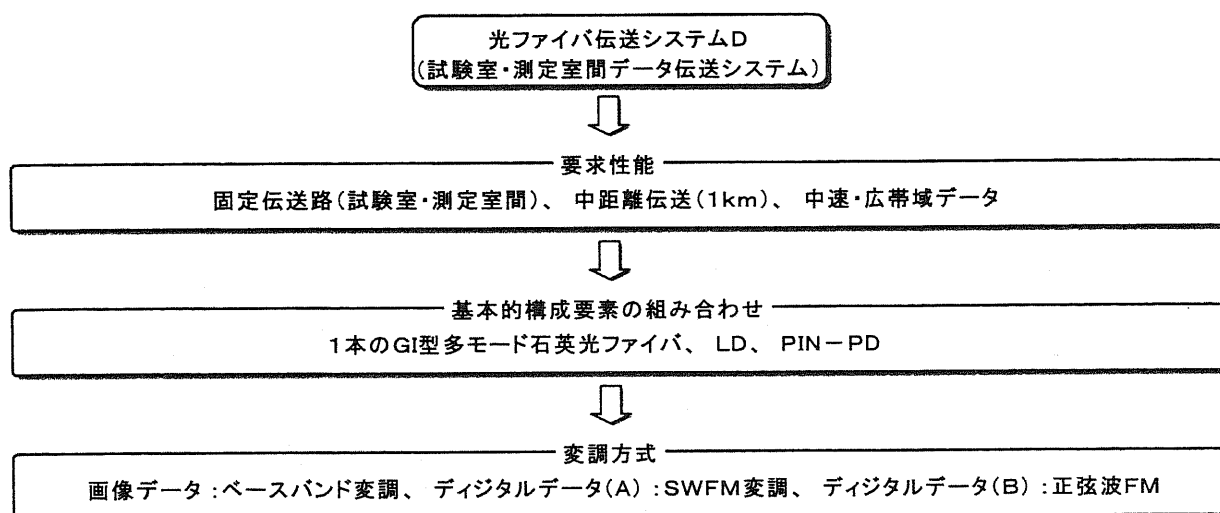 光ファイバ伝送システムD
(試験室・測定室間データ伝送システム)
要求性能
固定伝送路(試験室・測定室間)、 中距離伝送(1km)、 中速・広帯域データ
基本的構成要素の組み合わせ
1本のGI型多モード石英光ファイバ、 LD、 PIN－PD
変調方式
画像データ：ベースバンド変調、 ディジタルデータ(A)：SWFM変調、 ディジタルデータ(B)：正弦波FM